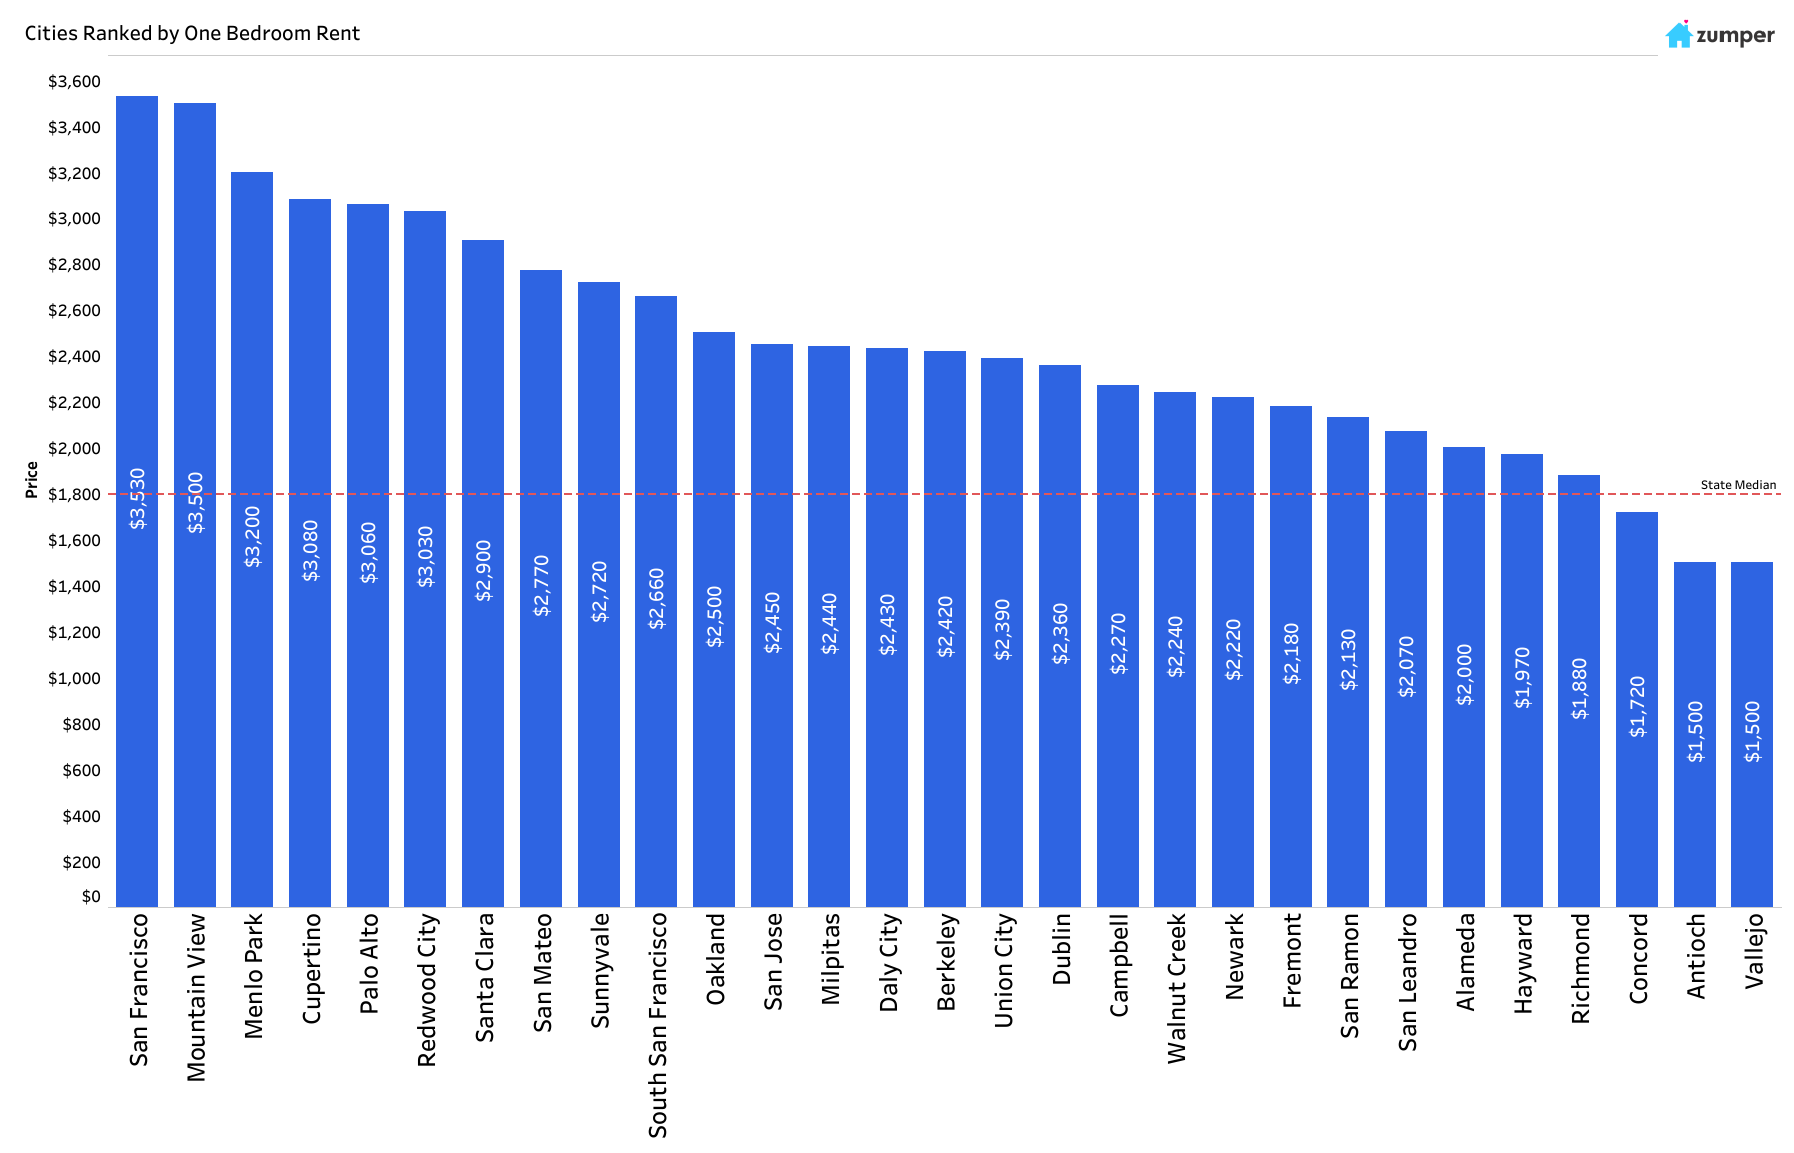 Cities Ranked by One Bedroom Rent
zumper
$3,600
$3,400
$3,200
$3,000
$2,800
$2,600
$2,400
$2,200
$2,000
$1,800
$1,600
$1,400
$1,200
$1,000
$800
$600
$400
$200
$0
Price
State Median
$3,530
$3,500
$3,200
$3,080
$3,060
$3,030
$2,900
$2,770
$2,720
$2,660
$2,500
$2,450
$2,440
$2,430
$2,420
$2,390
$2,360
$2,270
$2,240
$2,220
$2,180
$2,130
$2,070
$2,000
$1,970
$1,880
$1,720
$1,500
$1,500
San Francisco
Mountain View
Menlo Park
Cupertino
Palo Alto
Redwood City
Santa Clara
San Mateo
Sunnyvale
South San Francisco
Oakland
San Jose
Milpitas
Daly City
Berkeley
Union City
Dublin
Campbell
Walnut Creek
Newark
Fremont
San Ramon
San Leandro
Alameda
Hayward
Richmond
Concord
Antioch
Vallejo